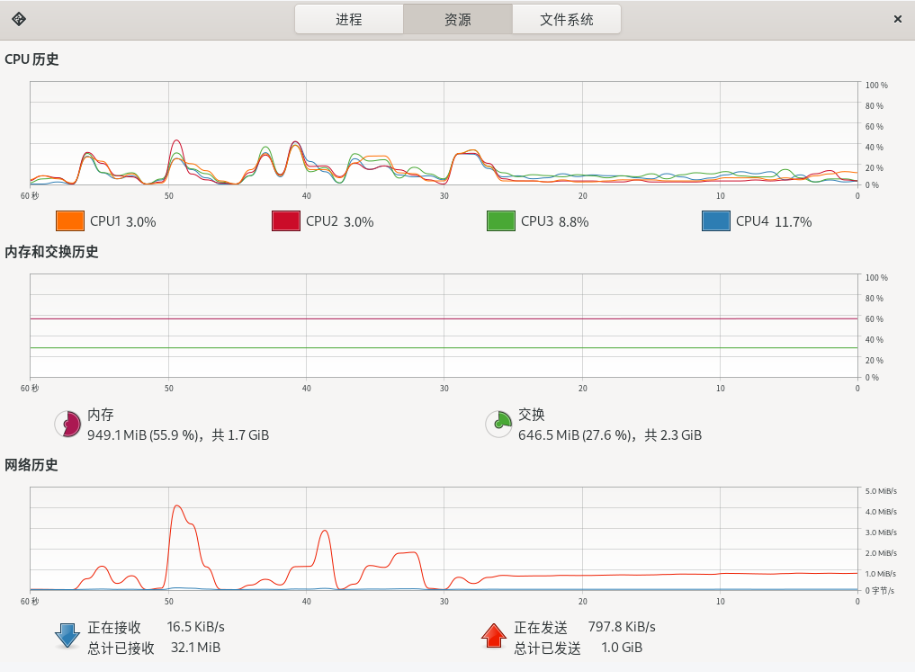 进程 资源 文件系统
CPU 历史
100 %
80 %
60 %
40 %
20 %
0 %
60 秒 50 40 30 20 10 0
CPU1 3.0% CPU2 3.0% CPU3 8.8% CPU4 11.7%
内存和交换历史
100 %
80 %
60 %
40 %
20 %
0 %
60 秒 50 40 30 20 10 0
内存 交换
949.1 MiB (55.9 %)，共 1.7 GiB 646.5 MiB (27.6 %)，共 2.3 GiB
网络历史
5.0 MiB/s
4.0 MiB/s
3.0 MiB/s
2.0 MiB/s
1.0 MiB/s
0 字节/s
60 秒 50 40 30 20 10 0
正在接收 16.5 KiB/s 正在发送 797.8 KiB/s
总计已接收 32.1 MiB 总计已发送 1.0 GiB